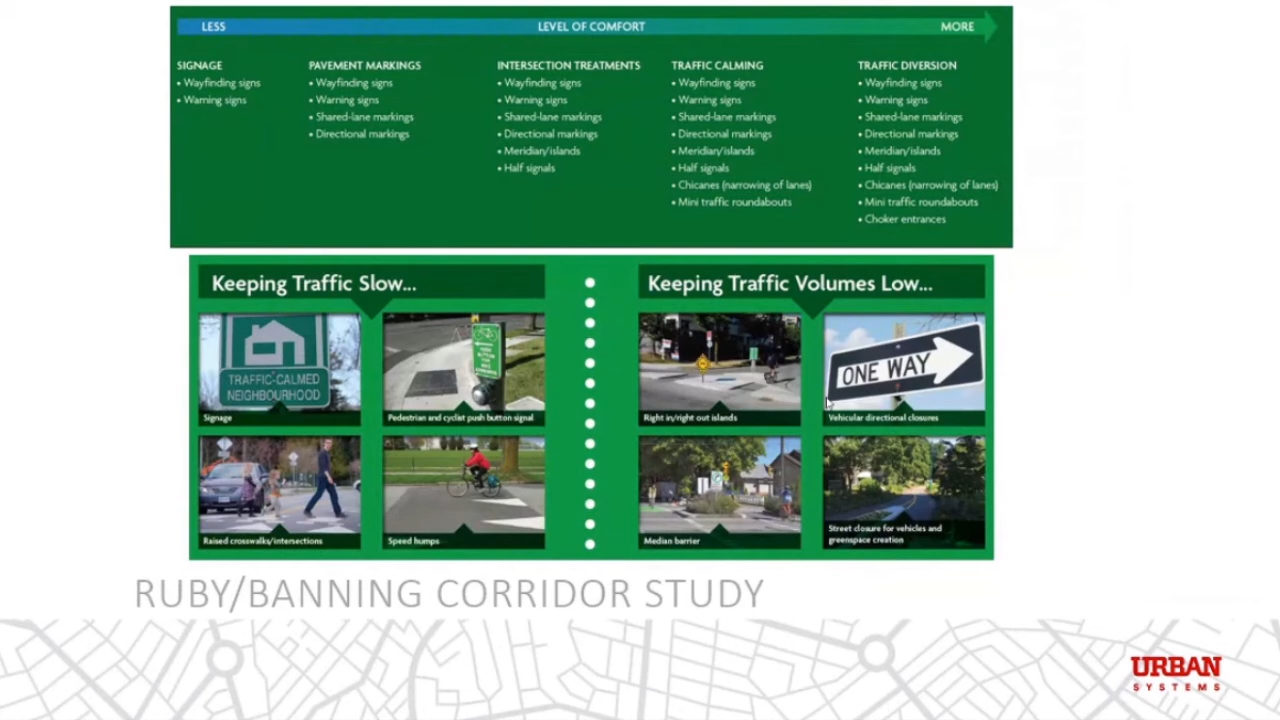 LESS LEVEL OF COMFORT MORE
SIGNAGE
• Wayfinding signs
• Warning signs
PAVEMENT MARKINGS
• Wayfinding signs
• Warning signs
• Shared-lane markings
• Directional markings
INTERSECTION TREATMENTS
• Wayfinding signs
• Warning signs
• Shared-lane markings
• Directional markings
• Meridian/islands
• Half signals
TRAFFIC CALMING
• Wayfinding signs
• Warning signs
• Shared-lane markings
• Directional markings
• Meridian/islands
• Half signals
• Chicanes (narrowing of lanes)
• Mini traffic roundabouts
TRAFFIC DIVERSION
• Wayfinding signs
• Warning signs
• Shared-lane markings
• Directional markings
• Meridian/islands
• Half signals
• Chicanes (narrowing of lanes)
• Mini traffic roundabouts
• Choker entrances
Keeping Traffic Slow...
TRAFFIC-CALMED
NEIGHBOURHOOD
Signage
Pedestrian and cyclist push button signal
Raised crosswalks/intersections
Speed humps
Keeping Traffic Volumes Low...
Right in/right out islands
ONE WAY
Vehicular directional closures
Median barrier
Street closure for vehicles and
greenspace creation
RUBY/BANNING CORRIDOR STUDY
URBAN
SYSTEMS